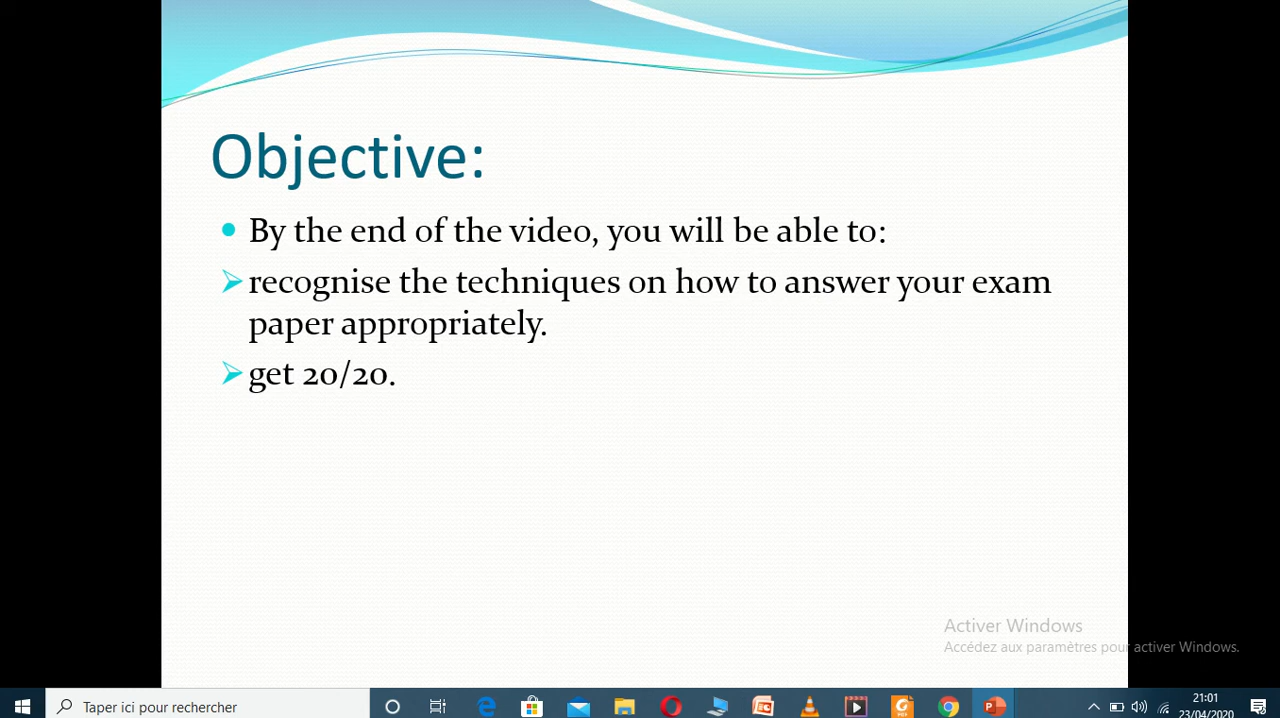 Objective:
By the end of the video, you will be able to:
recognise the techniques on how to answer your exam
paper appropriately.
get 20/20.
Activer Windows
Accédez aux paramètres pour activer Windows.
Taper ici pour rechercher
21:01
23/04/2020